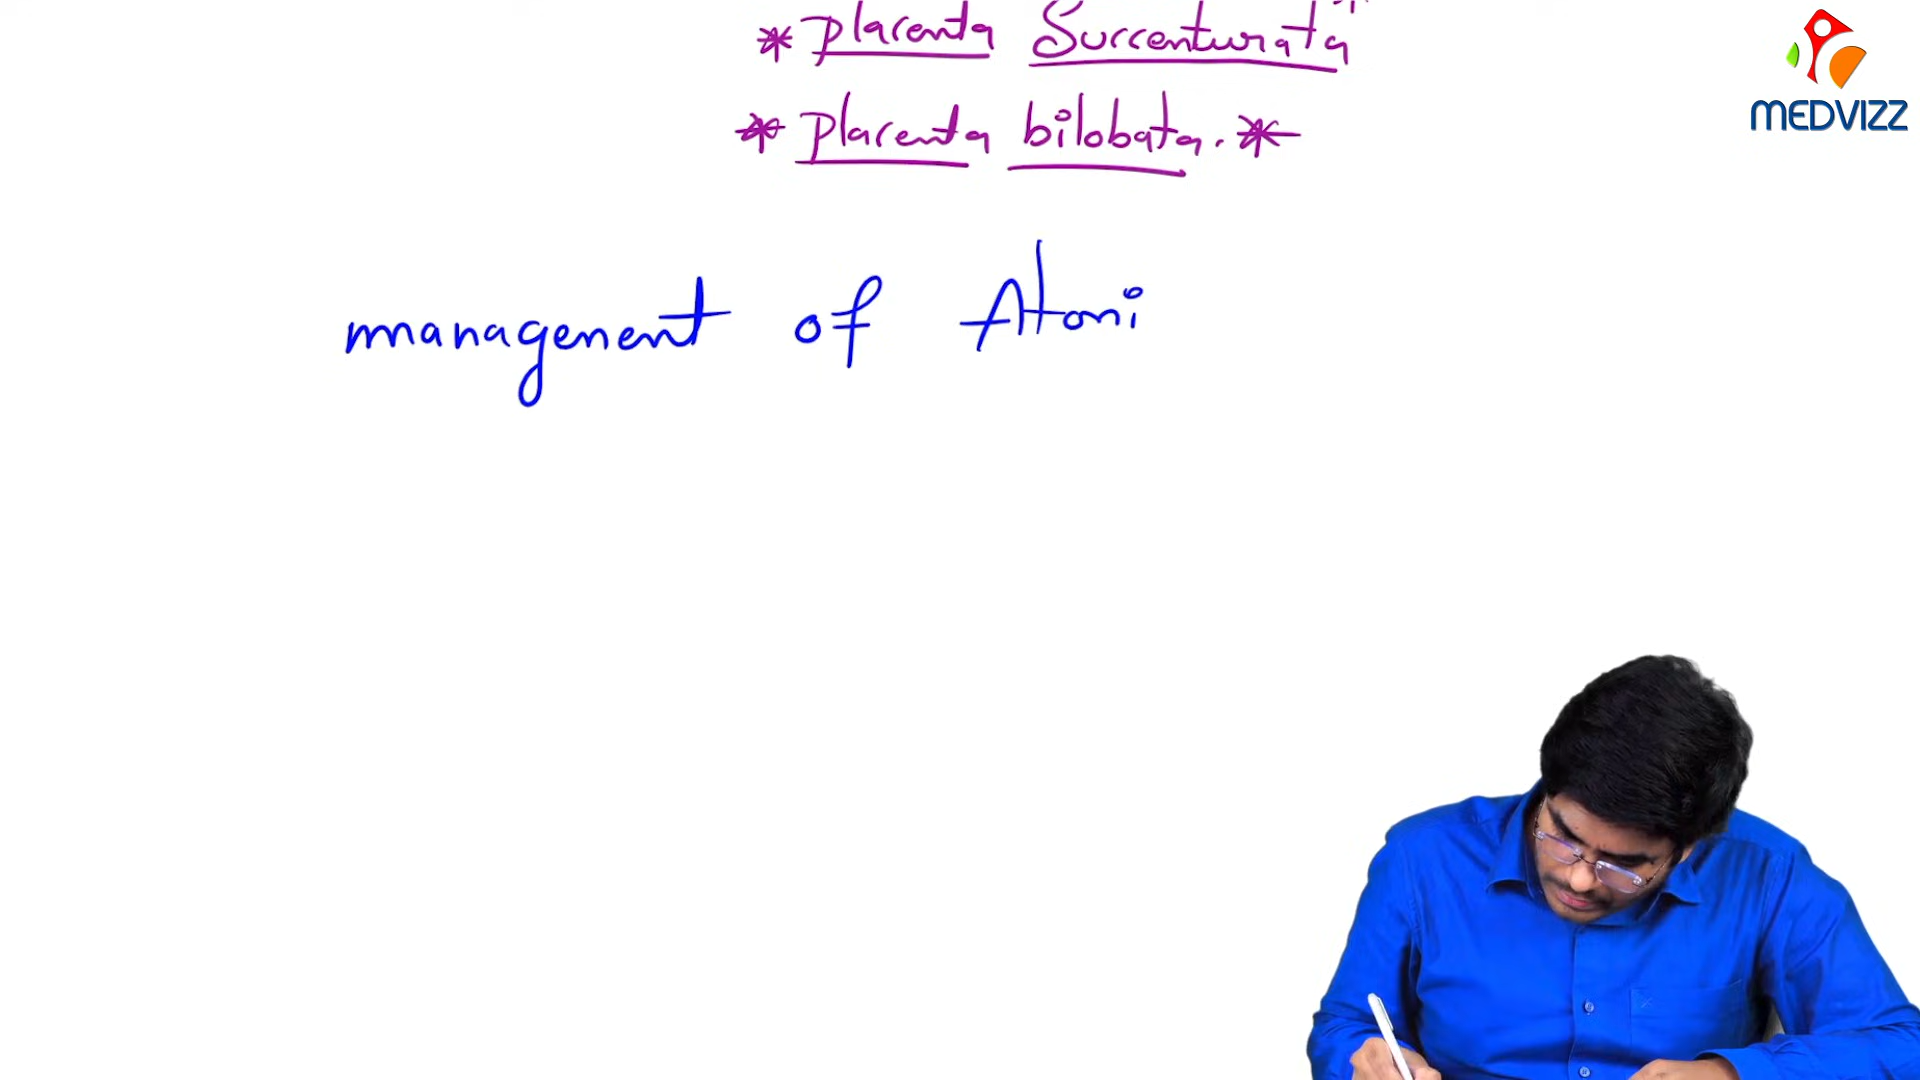 * placenta Succenturata *
MEDVIZZ
* placenta bilobata. *
management of Atoni